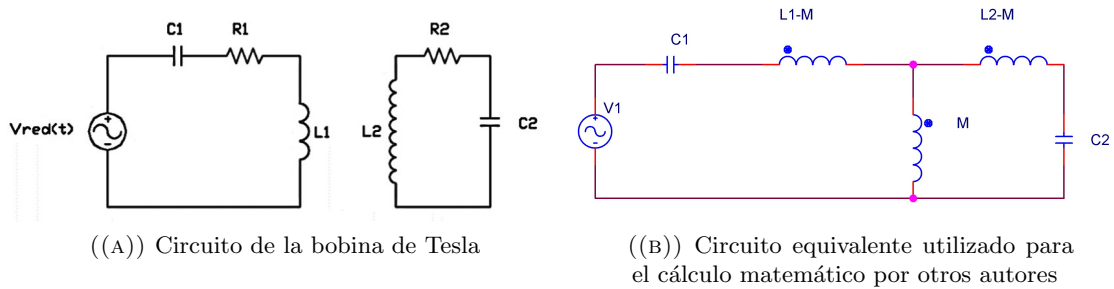 C1 R1
R2
Vred(t)
+
-
L1
L2
C2
((A)) Circuito de la bobina de Tesla
L1-M
L2-M
C1
V1
+
-
M
C2
((B)) Circuito equivalente utilizado para
el cálculo matemático por otros autores